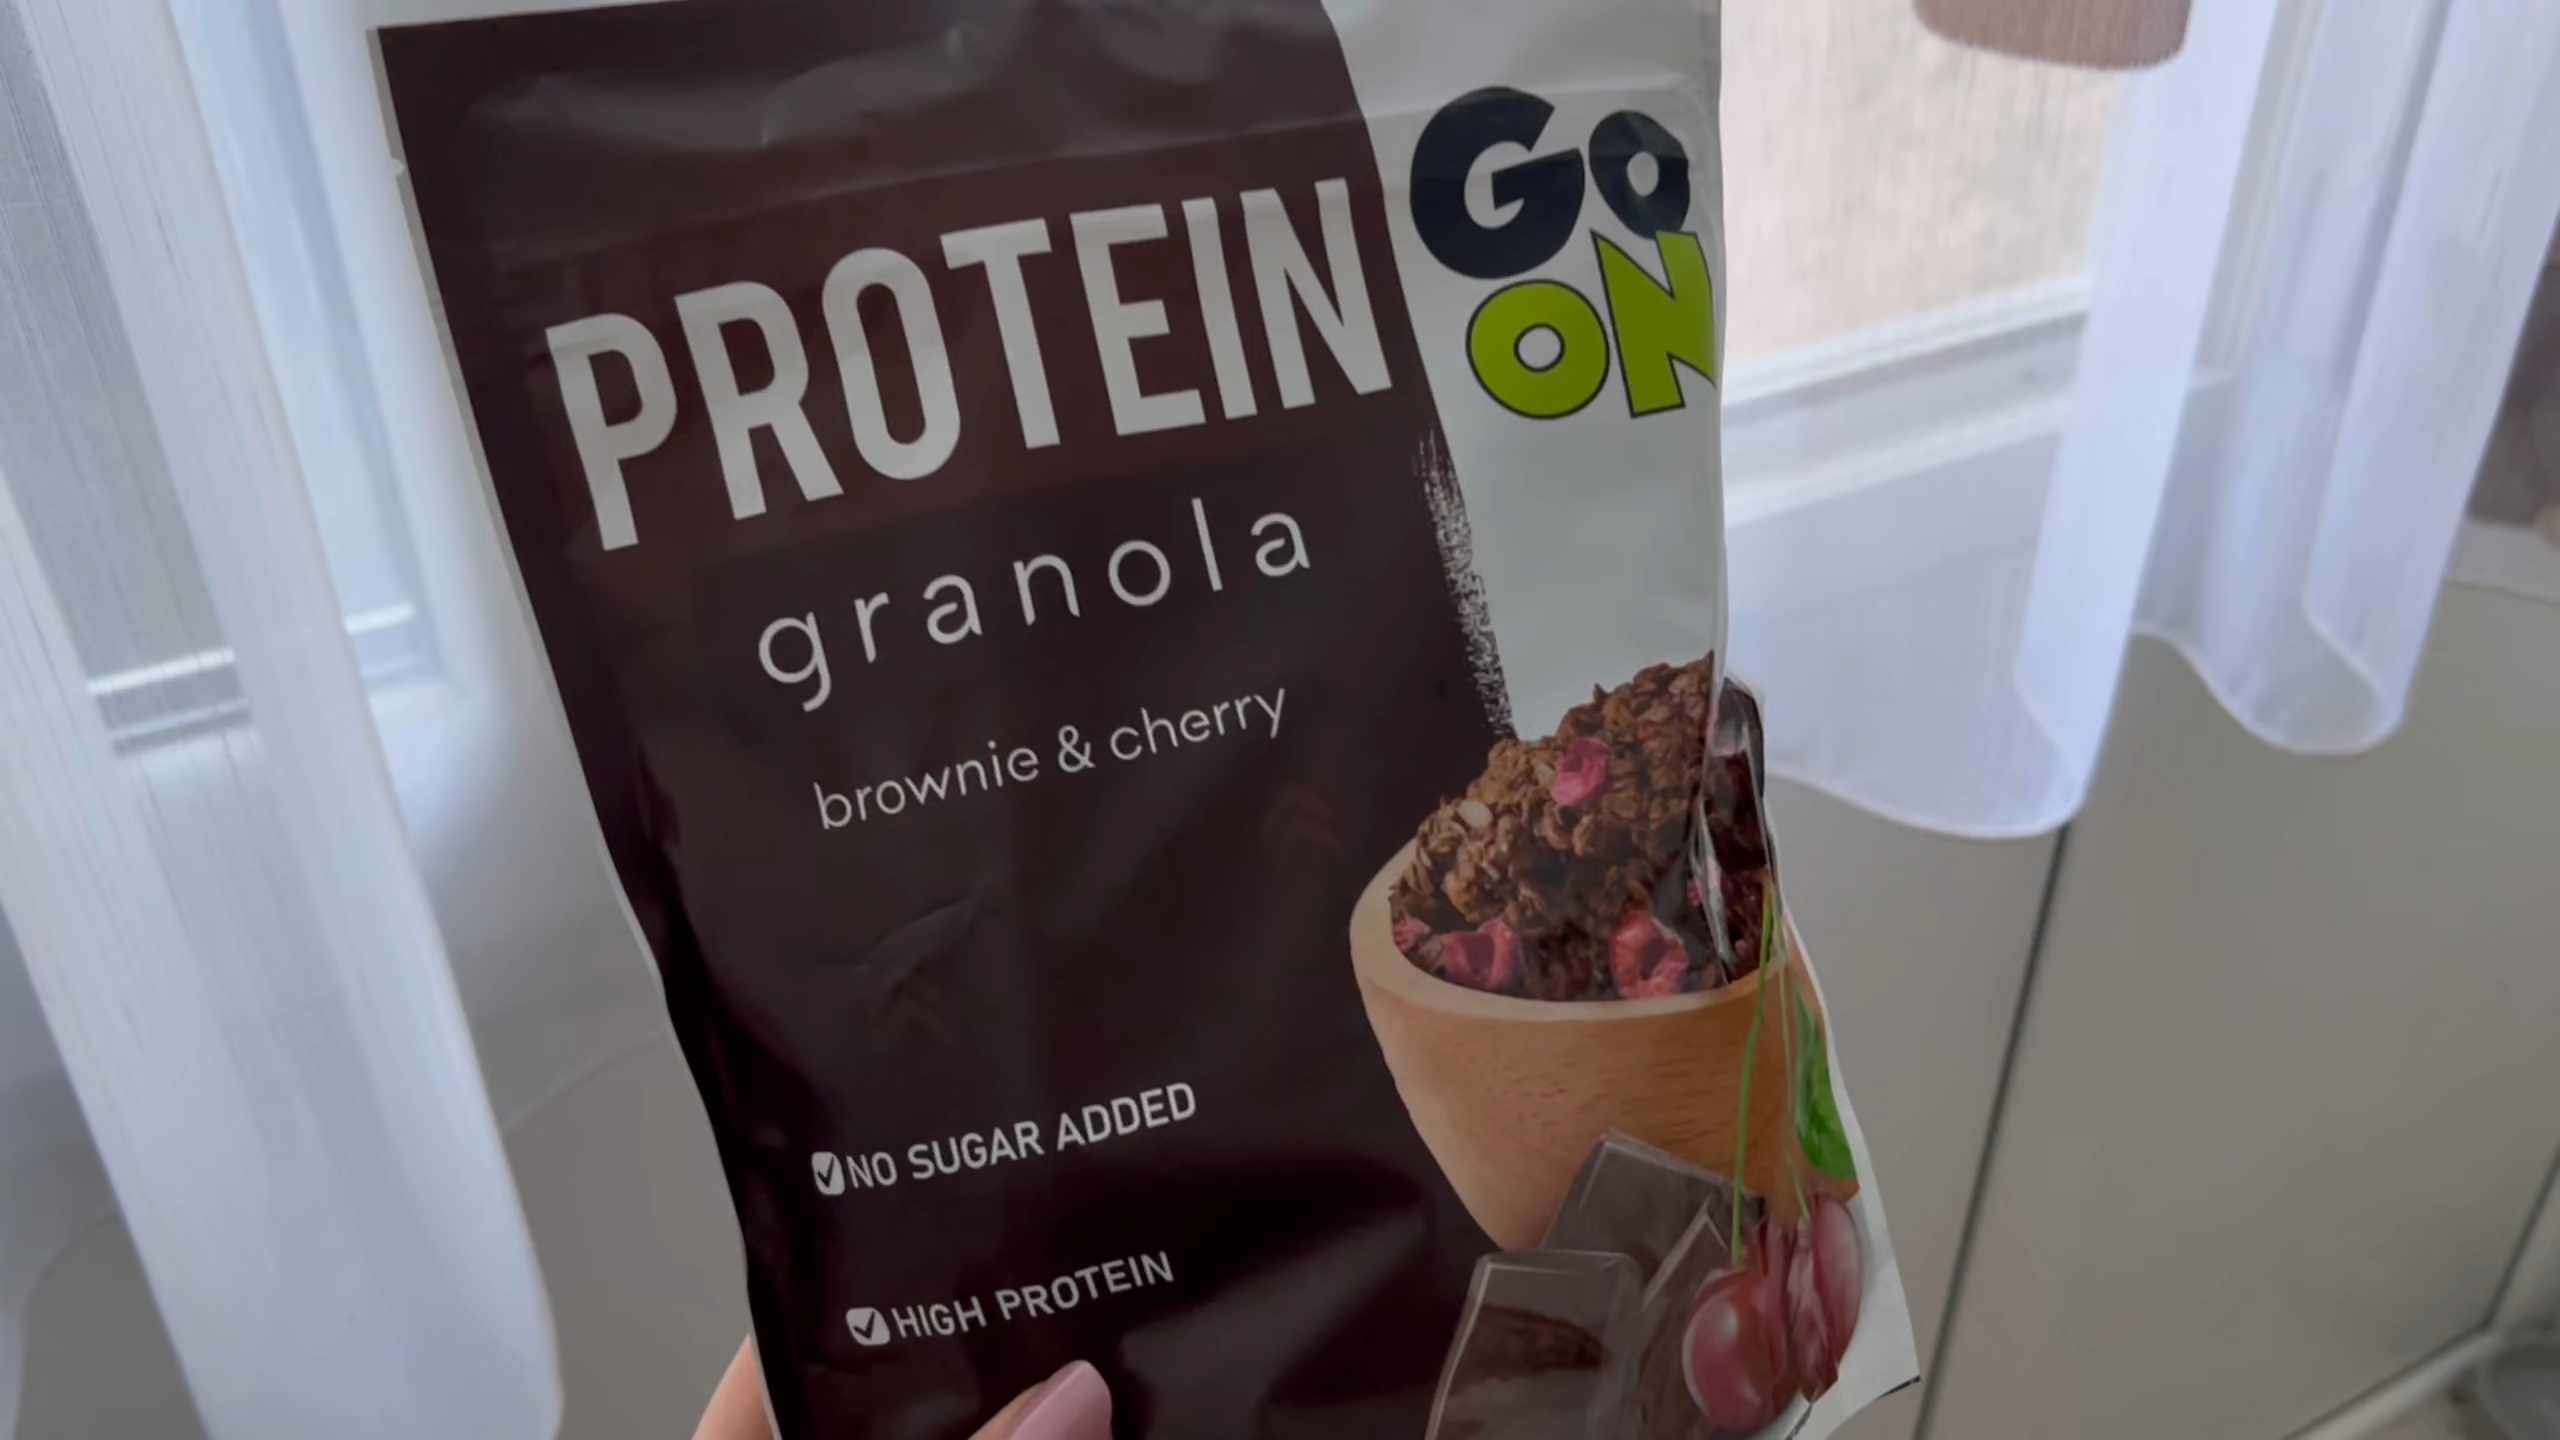 GO
ON
PROTEIN
granola
brownie & cherry
NO SUGAR ADDED
HIGH PROTEIN